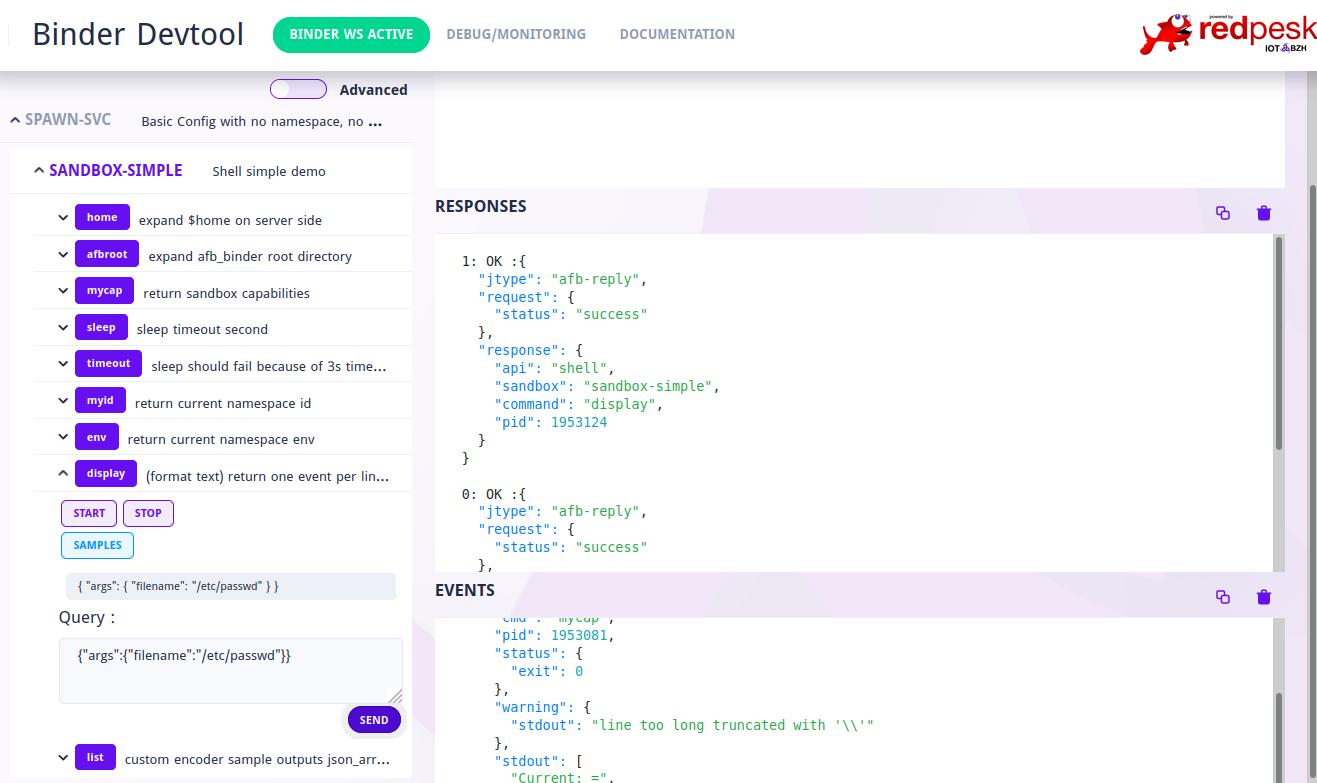 Binder Devtool
BINDER WS ACTIVE
DEBUG/MONITORING
DOCUMENTATION
powered by
redpesk
IOT BZH
Advanced
SPAWN-SVC Basic Config with no namespace, no ...
SANDBOX-SIMPLE Shell simple demo
home expand $home on server side
afbroot expand afb_binder root directory
mycap return sandbox capabilities
sleep sleep timeout second
timeout sleep should fail because of 3s time...
myid return current namespace id
env return current namespace env
display (format text) return one event per lin...
START STOP
SAMPLES
{ "args": { "filename": "/etc/passwd" } }
Query :
{"args":{"filename":"/etc/passwd"}}
SEND
list custom encoder sample outputs json_arr...
RESPONSES
1: OK :{
"jtype": "afb-reply",
"request": {
"status": "success"
},
"response": {
"api": "shell",
"sandbox": "sandbox-simple",
"command": "display",
"pid": 1953124
}
}
0: OK :{
"jtype": "afb-reply",
"request": {
"status": "success"
},
EVENTS
"cmd": "mycap",
"pid": 1953081,
"status": {
"exit": 0
},
"warning": {
"stdout": "line too long truncated with '\\'"
},
"stdout": [
"Current: =",